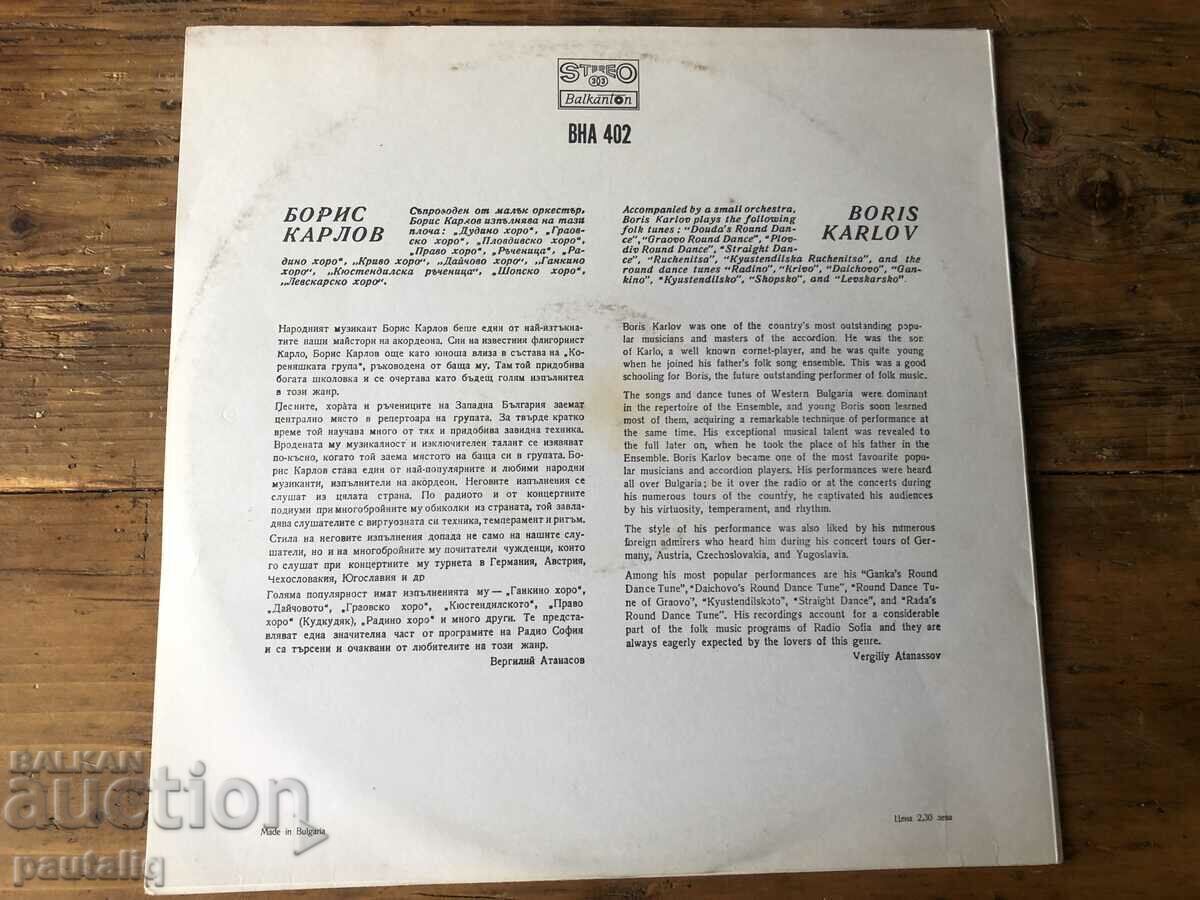 STEREO
303
Balkanton
ВНА 402
БОРИС
КАРЛОВ
Съпроводен от малък оркестър,
Борис Карлов изпълнява на тази
плоча: „Дудино хоро“, „Граов-
ско хоро“, „Пловдивско хоро“,
„Право хоро“, „Ръченица“, „Ра-
дино хоро“, „Криво хоро“, „Дайчово хоро“, „Ганкино
хоро“, „Кюстендилска ръченица“, „Шопско хоро“,
„Левскарско хоро“.
Народният музикант Борис Карлов беше един от най-изтъкна-
тите наши майстори на акордеона. Син на известния флигорнист
Карло, Борис Карлов още като юноша влиза в състава на „Ко-
реняшката група“, ръководена от баща му. Там той придобива
богата школовка и се очертава като бъдещ голям изпълнител
в този жанр.
Песните, хората и ръчениците на Западна България заемат
централно място в репертоара на групата. За твърде кратко
време той научава много от тях и придобива завидна техника.
Вродената му музикалност и изключителен талант се изявяват
по-късно, когато той заема мястото на баща си в групата. Бо-
рис Карлов става един от най-популярните и любими народни
музиканти, изпълнители на акордеон. Неговите изпълнения се
слушат из цялата страна. По радиото и от концертните
подиуми при многобройните му обиколки из страната, той завла-
дява слушателите с виртуозната си техника, темперамент и ритъм.
Стила на неговите изпълнения допада не само на нашите слу-
шатели, но и на многобройните му почитатели чужденци, които
го слушат при концертните му турнета в Германия, Австрия,
Чехословакия, Югославия и др
Голяма популярност имат изпълненията му — „Ганкино хоро“,
„Дайчовото“, „Граовско хоро“, „Кюстендилското“, „Право
хоро“ (Кудкудяк), „Радино хоро“ и много други. Те предста-
вляват една значителна част от програмите на Радио София
и са търсени и очаквани от любителите на този жанр.
Вергилий Атанасов
Accompanied by a small orchestra,
Boris Karlov plays the following
folk tunes: "Douda's Round Dan-
ce", "Graovo Round Dance", "Plov-
div Round Dance", "Straight Dan-
ce", "Ruchenitsa", "Kyustendilska Ruchenitsa", and the
round dance tunes "Radino", "Krivo", "Daichovo", "Gan-
kino", "Kyustendilsko", "Shopsko", and "Levskarsko".
BORIS
KARLOV
Boris Karlov was one of the country's most outstanding popu-
lar musicians and masters of the accordion. He was the son
of Karlo, a well known cornet-player, and he was quite young
when he joined his father's folk song ensemble. This was a good
schooling for Boris, the future outstanding performer of folk music.
The songs and dance tunes of Western Bulgaria were dominant
in the repertoire of the Ensemble, and young Boris soon learned
most of them, acquiring a remarkable technique of performance at
the same time. His exceptional musical talent was revealed to
the full later on, when he took the place of his father in the
Ensemble. Boris Karlov became one of the most favourite popu-
lar musicians and accordion players. His performances were heard
all over Bulgaria; be it over the radio or at the concerts during
his numerous tours of the country, he captivated his audiences
by his virtuosity, temperament, and rhythm.
The style of his performance was also liked by his numerous
foreign admirers who heard him during his concert tours of Ger-
many, Austria, Czechoslovakia, and Yugoslavia.
Among his most popular performances are his "Ganka's Round
Dance Tune", "Daichovo's Round Dance Tune", "Round Dance Tu-
ne of Graovo", "Kyustendilskoto", "Straight Dance", and "Rada's
Round Dance Tune". His recordings account for a considerable
part of the folk music programs of Radio Sofia and they are
always eagerly expected by the lovers of this genre.
Vergiliy Atanassov
Made in Bulgaria
Цена 2,30 лева
BALKAN
auction
pautalig